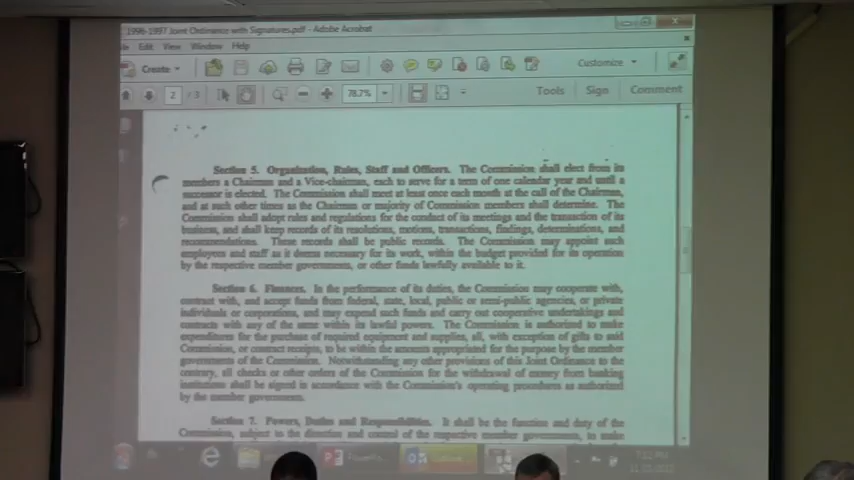 1996-1997 Joint Ordinance with Signatures.pdf - Adobe Acrobat
Edit View Window Help
Create Customize
2 / 3 78.7% Tools Sign Comment
Section 5. Organization, Rules, Staff and Officers. The Commission shall elect from its
members a Chairman and a Vice-chairman, each to serve for a term of one calendar year and until a
successor is elected. The Commission shall meet at least once each month at the call of the Chairman,
and at such other times as the Chairman or majority of Commission members shall determine. The
Commission shall adopt rules and regulations for the conduct of its meetings and the transaction of its
business, and shall keep records of its resolutions, motions, transactions, findings, determinations, and
recommendations. These records shall be public records. The Commission may appoint such
employees and staff as it deems necessary for its work, within the budget provided for its operation
by the respective member governments, or other funds lawfully available to it.
Section 6. Finances. In the performance of its duties, the Commission may cooperate with,
contract with, and accept funds from federal, state, local, public or semi-public agencies, or private
individuals or corporations, and may expend such funds and carry out cooperative undertakings and
contracts with any of the same within its lawful powers. The Commission is authorized to make
expenditures for the purchase of required equipment and supplies, all, with exception of gifts to said
Commission, or contract receipts, to be within the amounts appropriated for the purpose by the member
governments of the Commission. Notwithstanding any other provisions of this Joint Ordinance to the
contrary, all checks or other orders of the Commission for the withdrawal of money from banking
institutions shall be signed in accordance with the Commission's operating procedures as authorized
by the member governments.
Section 7. Powers, Duties and Responsibilities. It shall be the function and duty of the
Commission, subject to the direction and control of the respective member governments, to make